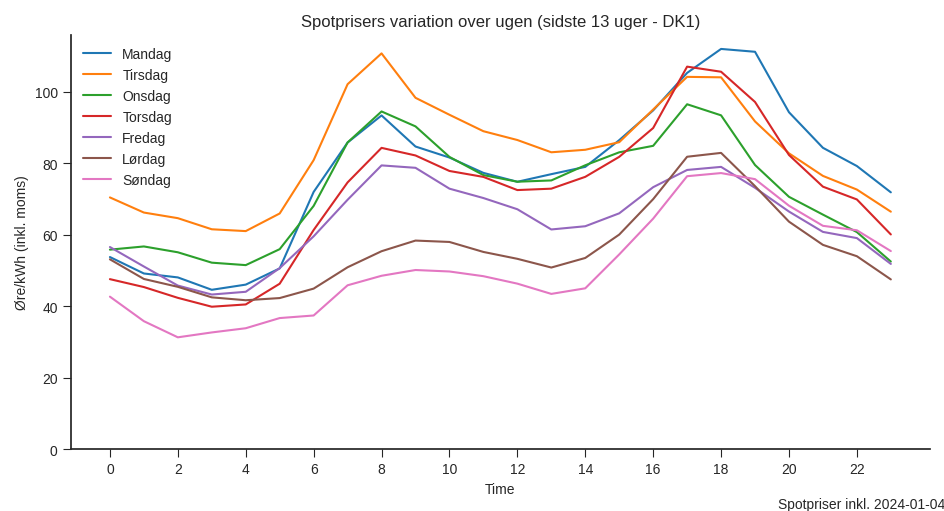 Spotprisers variation over ugen (sidste 13 uger - DK1)
Mandag
Tirsdag
Onsdag
Torsdag
Fredag
Lørdag
Søndag
Øre/kWh (inkl. moms)
100
80
60
40
20
0
0 2 4 6 8 10 12 14 16 18 20 22
Time
Spotpriser inkl. 2024-01-04